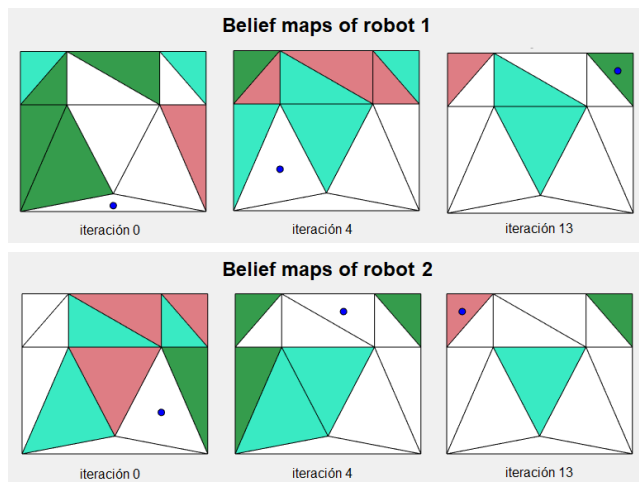 Belief maps of robot 1
iteración 0
iteración 4
iteración 13
Belief maps of robot 2
iteración 0
iteración 4
iteración 13